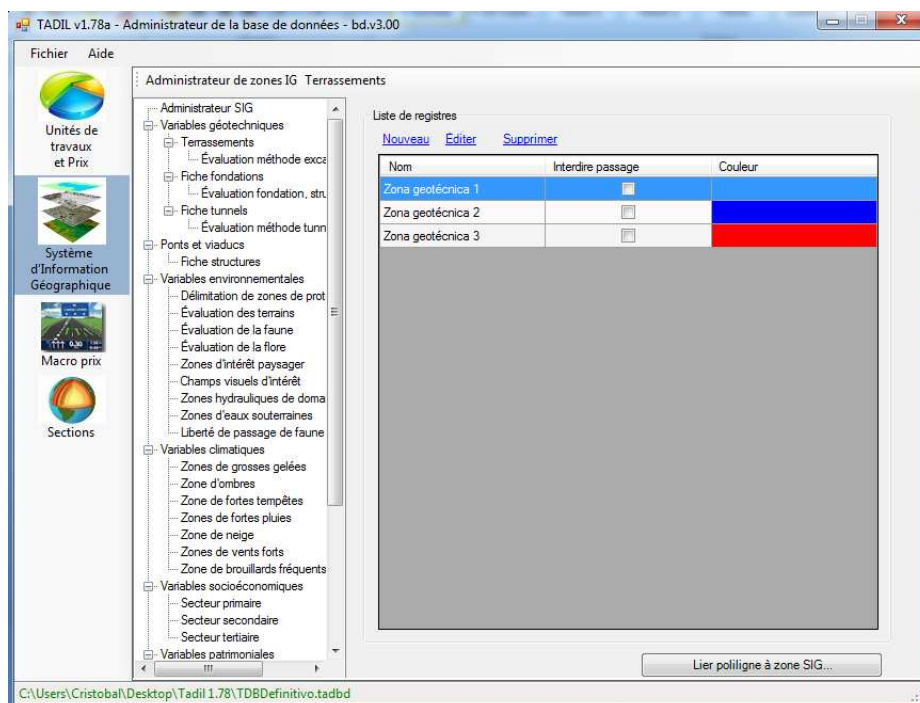 TADIL v1.78a - Administrateur de la base de données - bd.v3.00
Fichier Aide
Unités de
travaux
et Prix
Système
d'Information
Géographique
Macro prix
Sections
Administrateur de zones IG Terrassements
Administrateur SIG
Variables géotechniques
Terrassements
Évaluation méthode exca
Fiche fondations
Évaluation fondation, stru
Fiche tunnels
Évaluation méthode tunn
Ponts et viaducs
Fiche structures
Variables environnementales
Délimitation de zones de prot
Évaluation des terrains
Évaluation de la faune
Évaluation de la flore
Zones d'intérêt paysager
Champs visuels d'intérêt
Zones hydrauliques de doma
Zones d'eaux souterraines
Liberté de passage de faune
Variables climatiques
Zones de grosses gelées
Zone d'ombres
Zone de fortes tempêtes
Zones de fortes pluies
Zone de neige
Zones de vents forts
Zone de brouillards fréquents
Variables socioéconomiques
Secteur primaire
Secteur secondaire
Secteur tertiaire
Variables patrimoniales
Liste de registres
Nouveau Éditer Supprimer
Nom Interdire passage Couleur
Zona geotécnica 1
Zona geotécnica 2
Zona geotécnica 3
Lier poliligne à zone SIG...
C:\Users\Cristobal\Desktop\Tadil 1.78\TDBDefinitivo.tadbd